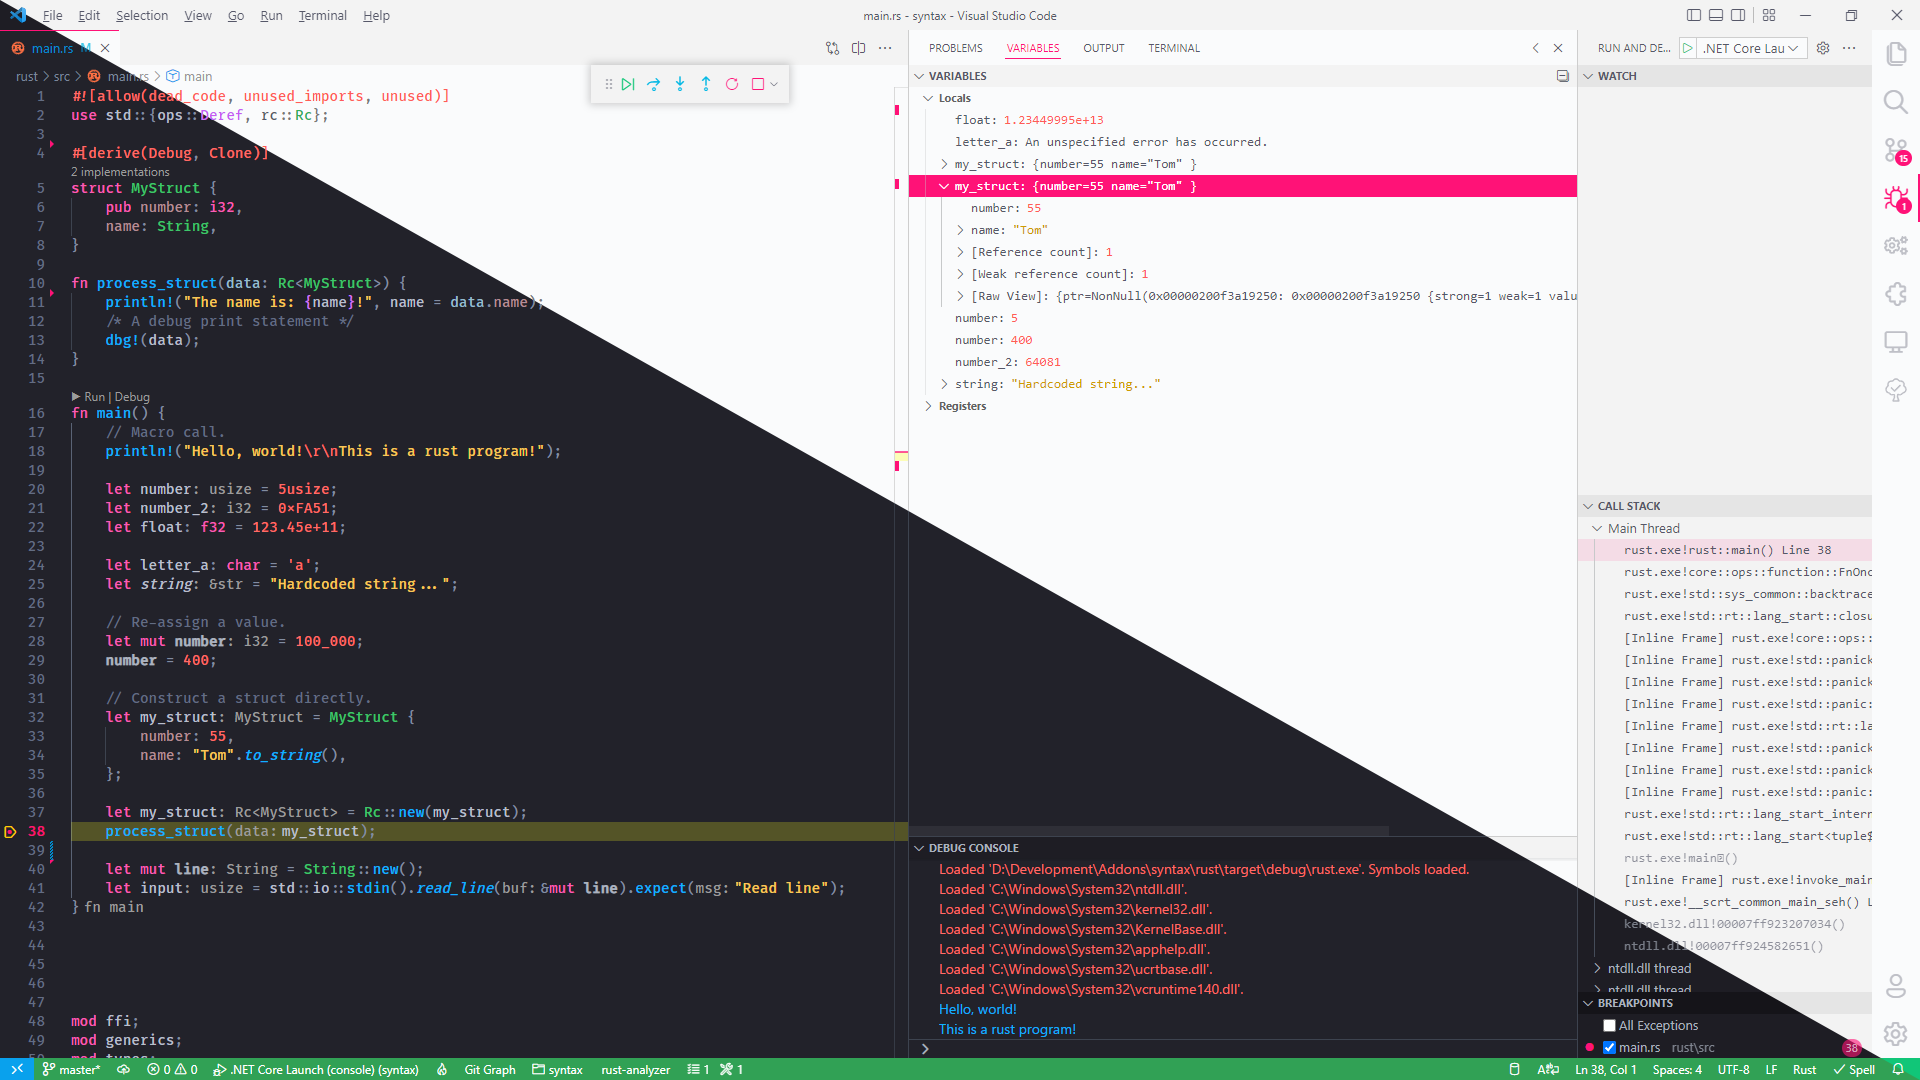 File Edit Selection View Go Run Terminal Help
main.rs - syntax - Visual Studio Code
main.rs M
rust > src > main.rs > main
1 #![allow(dead_code, unused_imports, unused)]
2 use std::{ops::Deref, rc::Rc};
3
4 #[derive(Debug, Clone)]
2 implementations
5 struct MyStruct {
6 pub number: i32,
7 name: String,
8 }
9
10 fn process_struct(data: Rc<MyStruct>) {
11 println!("The name is: {name}!", name = data.name);
12 /* A debug print statement */
13 dbg!(data);
14 }
15
Run | Debug
16 fn main() {
17 // Macro call.
18 println!("Hello, world!\r\nThis is a rust program!");
19
20 let number: usize = 5usize;
21 let number_2: i32 = 0×FA51;
22 let float: f32 = 123.45e+11;
23
24 let letter_a: char = 'a';
25 let string: &str = "Hardcoded string...";
26
27 // Re-assign a value.
28 let mut number: i32 = 100_000;
29 number = 400;
30
31 // Construct a struct directly.
32 let my_struct: MyStruct = MyStruct {
33 number: 55,
34 name: "Tom".to_string(),
35 };
36
37 let my_struct: Rc<MyStruct> = Rc::new(my_struct);
38 process_struct(data: my_struct);
39
40 let mut line: String = String::new();
41 let input: usize = std::io::stdin().read_line(buf: &mut line).expect(msg: "Read line");
42 } fn main
43
44
45
46
47
48 mod ffi;
49 mod generics;
50 mod types;
PROBLEMS VARIABLES OUTPUT TERMINAL
VARIABLES
Locals
float: 1.23449995e+13
letter_a: An unspecified error has occurred.
my_struct: {number=55 name="Tom" }
my_struct: {number=55 name="Tom" }
number: 55
name: "Tom"
[Reference count]: 1
[Weak reference count]: 1
[Raw View]: {ptr=NonNull(0x00000200f3a19250: 0x00000200f3a19250 {strong=1 weak=1 valu
number: 5
number: 400
number_2: 64081
string: "Hardcoded string..."
Registers
DEBUG CONSOLE
Loaded 'D:\Development\Addons\syntax\rust\target\debug\rust.exe'. Symbols loaded.
Loaded 'C:\Windows\System32\ntdll.dll'.
Loaded 'C:\Windows\System32\kernel32.dll'.
Loaded 'C:\Windows\System32\KernelBase.dll'.
Loaded 'C:\Windows\System32\apphelp.dll'.
Loaded 'C:\Windows\System32\ucrtbase.dll'.
Loaded 'C:\Windows\System32\vcruntime140.dll'.
Hello, world!
This is a rust program!
RUN AND DE... .NET Core Lau
WATCH
CALL STACK
Main Thread
rust.exe!rust::main() Line 38
rust.exe!core::ops::function::FnOnc
rust.exe!std::sys_common::backtrace
rust.exe!std::rt::lang_start::closu
[Inline Frame] rust.exe!core::ops::
[Inline Frame] rust.exe!std::panick
[Inline Frame] rust.exe!std::panick
[Inline Frame] rust.exe!std::panic:
[Inline Frame] rust.exe!std::rt::la
[Inline Frame] rust.exe!std::panick
[Inline Frame] rust.exe!std::panick
[Inline Frame] rust.exe!std::panic:
rust.exe!std::rt::lang_start_intern
rust.exe!std::rt::lang_start<tuple$
rust.exe!main()
[Inline Frame] rust.exe!invoke_main
rust.exe!__scrt_common_main_seh() L
kernel32.dll!00007ff923207034()
ntdll.dll!00007ff924582651()
ntdll.dll thread
ntdll.dll thread
BREAKPOINTS
All Exceptions
main.rs rust\src 38
15
1
master* 0 0 .NET Core Launch (console) (syntax) Git Graph syntax rust-analyzer 1 1
Ln 38, Col 1 Spaces: 4 UTF-8 LF Rust Spell